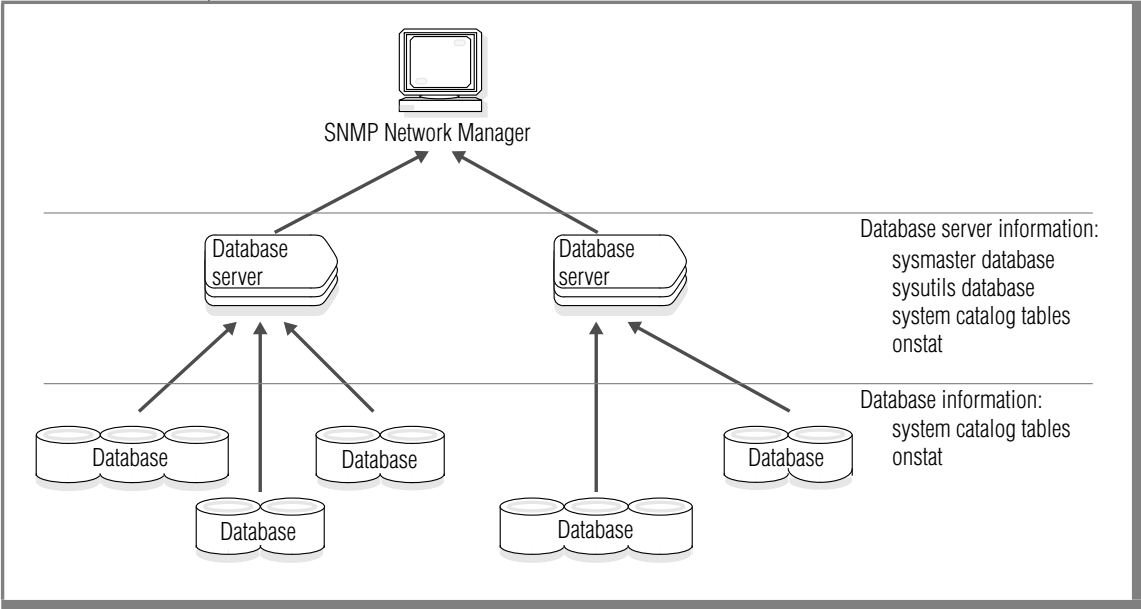 SNMP Network Manager
Database
server
Database
server
Database server information:
sysmaster database
sysutils database
system catalog tables
onstat
Database information:
system catalog tables
onstat
Database
Database
Database
Database
Database